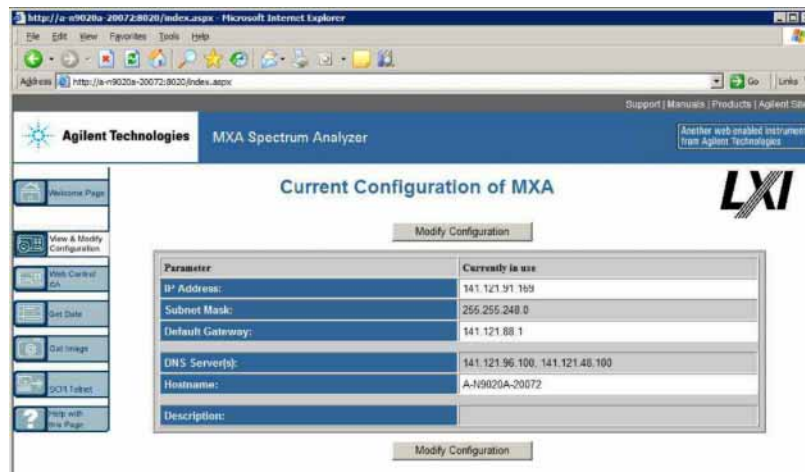 http://a-n9020a-20072:8020/index.aspx - Microsoft Internet Explorer
File Edit View Favorites Tools Help
Address http://a-n9020a-20072:8020/index.aspx Go Links
Support | Manuals | Products | Agilent Site
Agilent Technologies MXA Spectrum Analyzer
Another web-enabled instrument
from Agilent Technologies
Welcome Page
Current Configuration of MXA
LXI
View & Modify
Configuration
Modify Configuration
Web Control
Parameter Currently in use
IP Address: 141.121.91.169
Get Data
Subnet Mask: 255.255.248.0
Default Gateway: 141.121.88.1
Get Image
DNS Server(s): 141.121.96.100, 141.121.48.100
SCPI Telnet
Hostname: A-N9020A-20072
Help with
this Page
Description:
Modify Configuration